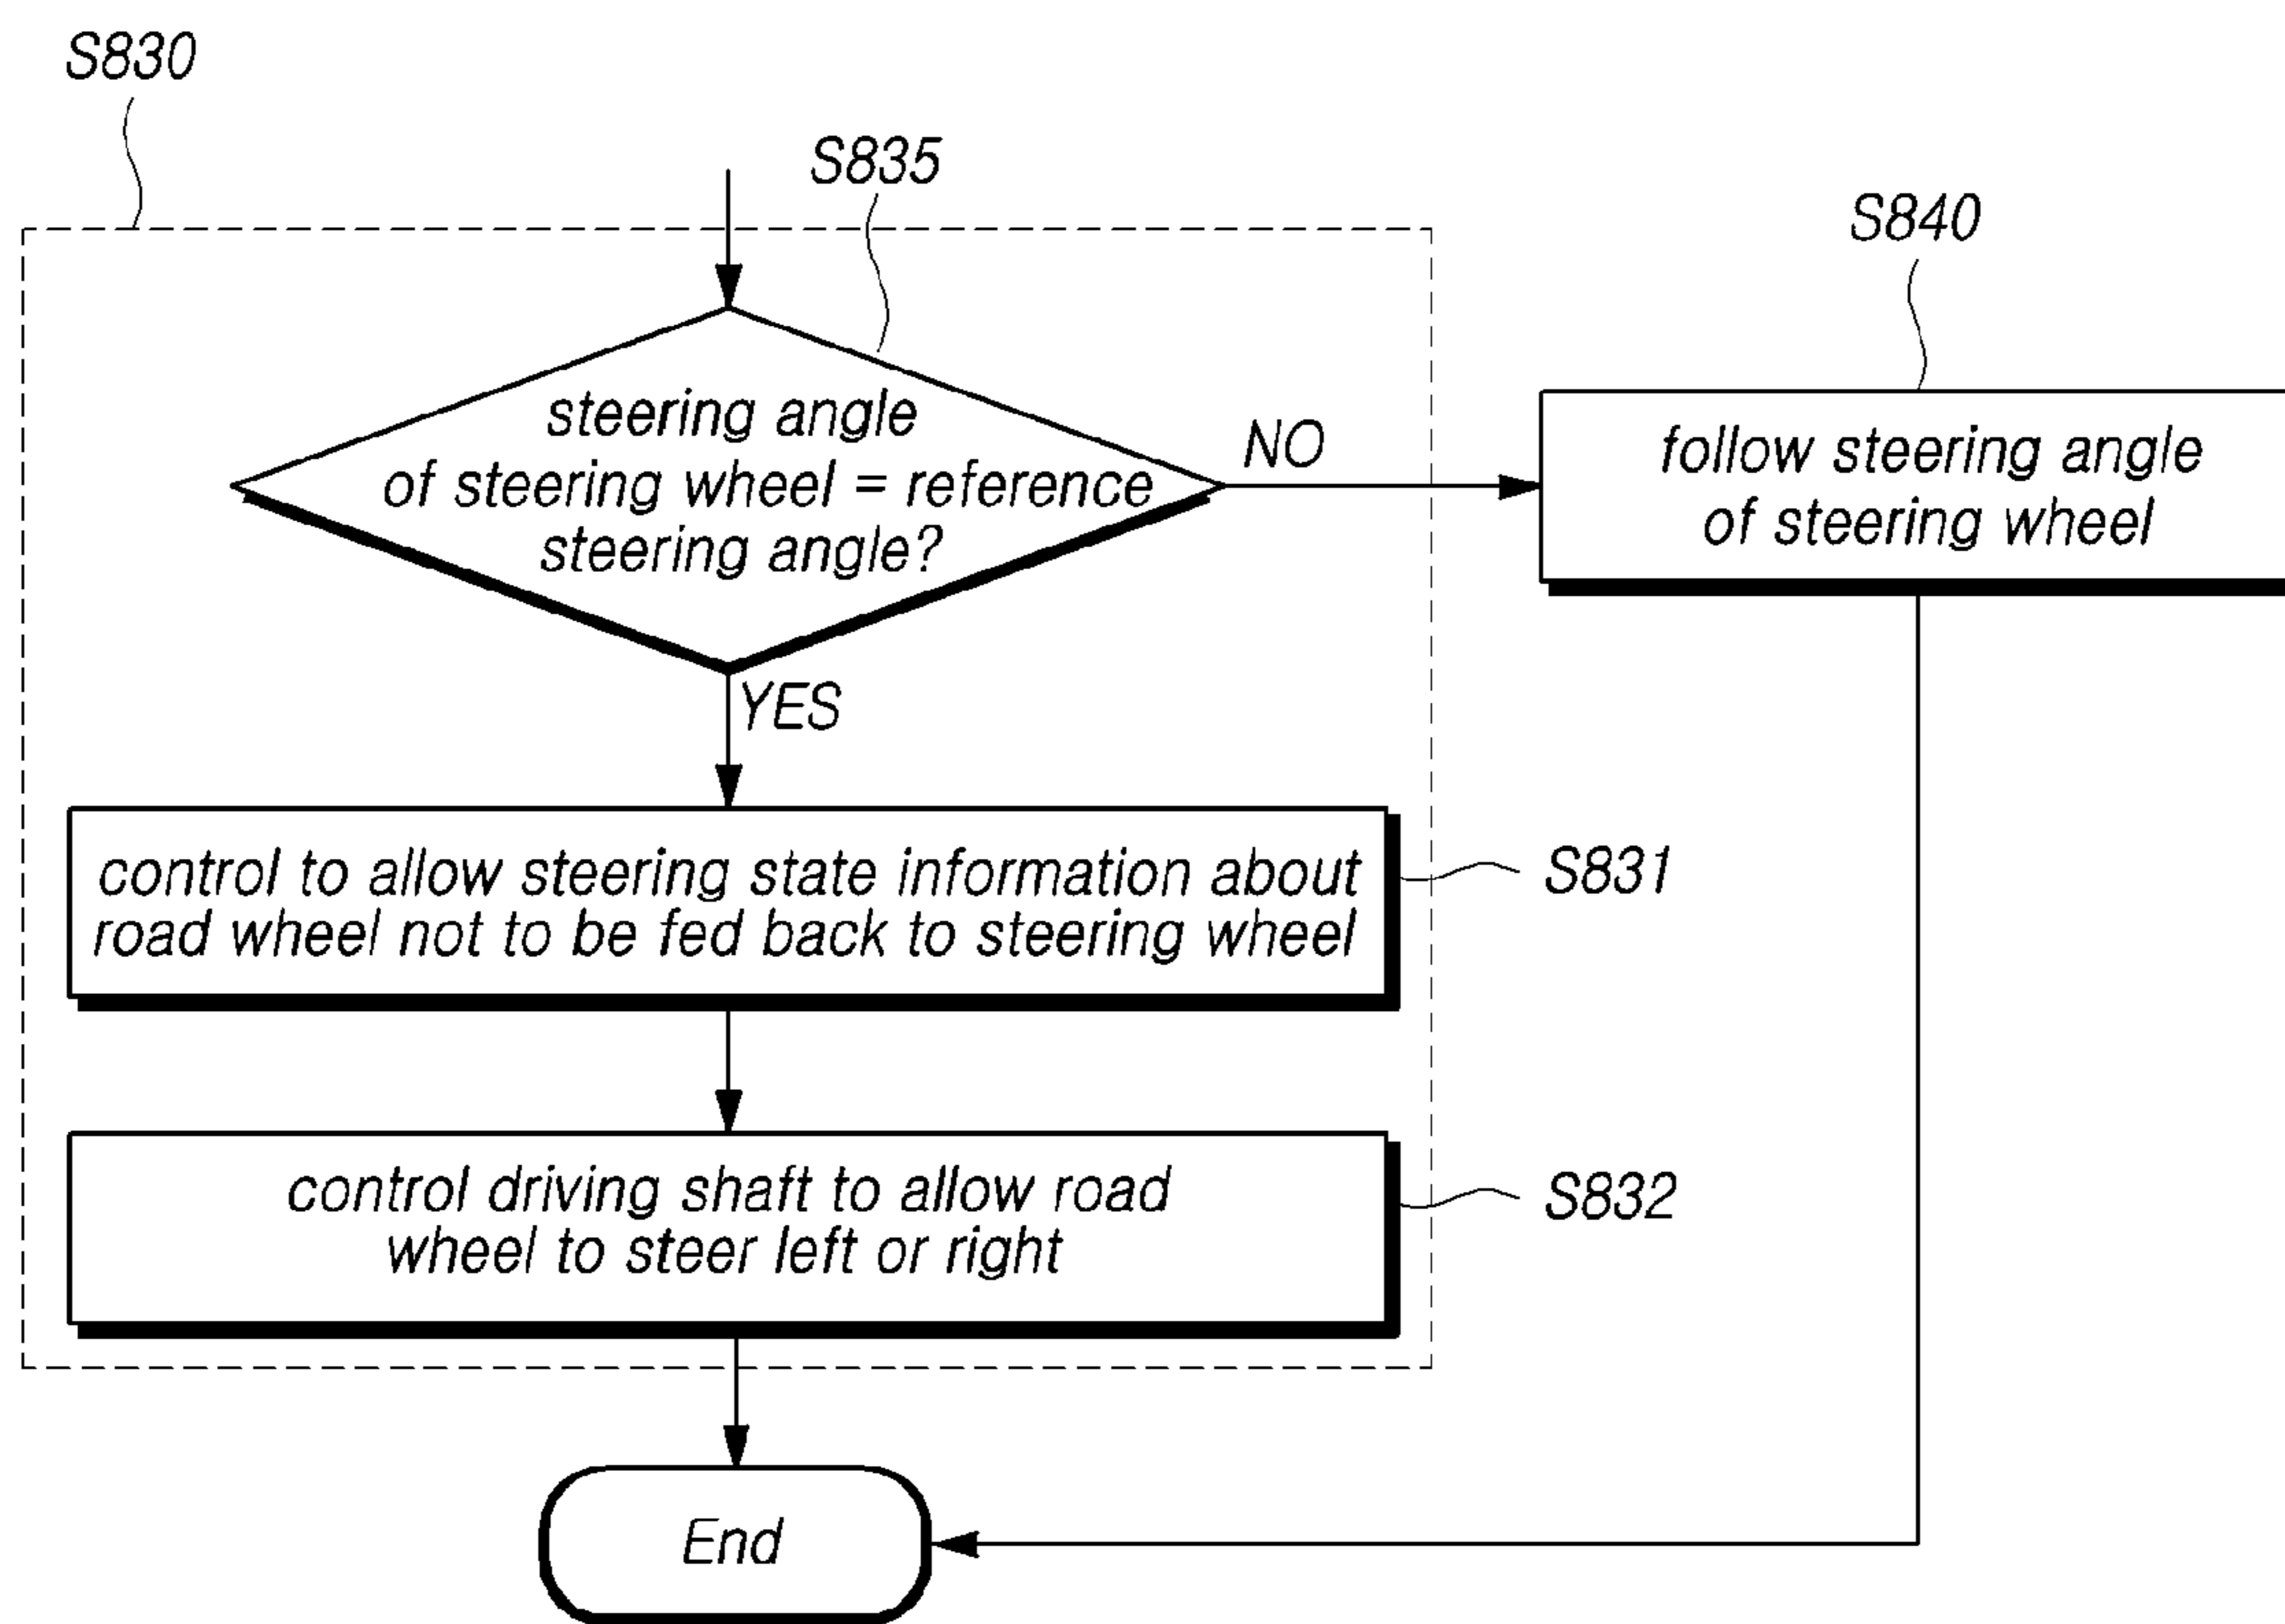 S830
S835
S840
steering angle
of steering wheel = reference
steering angle?
NO
follow steering angle
of steering wheel
YES
control to allow steering state information about
road wheel not to be fed back to steering wheel
S831
control driving shaft to allow road
wheel to steer left or right
S832
End